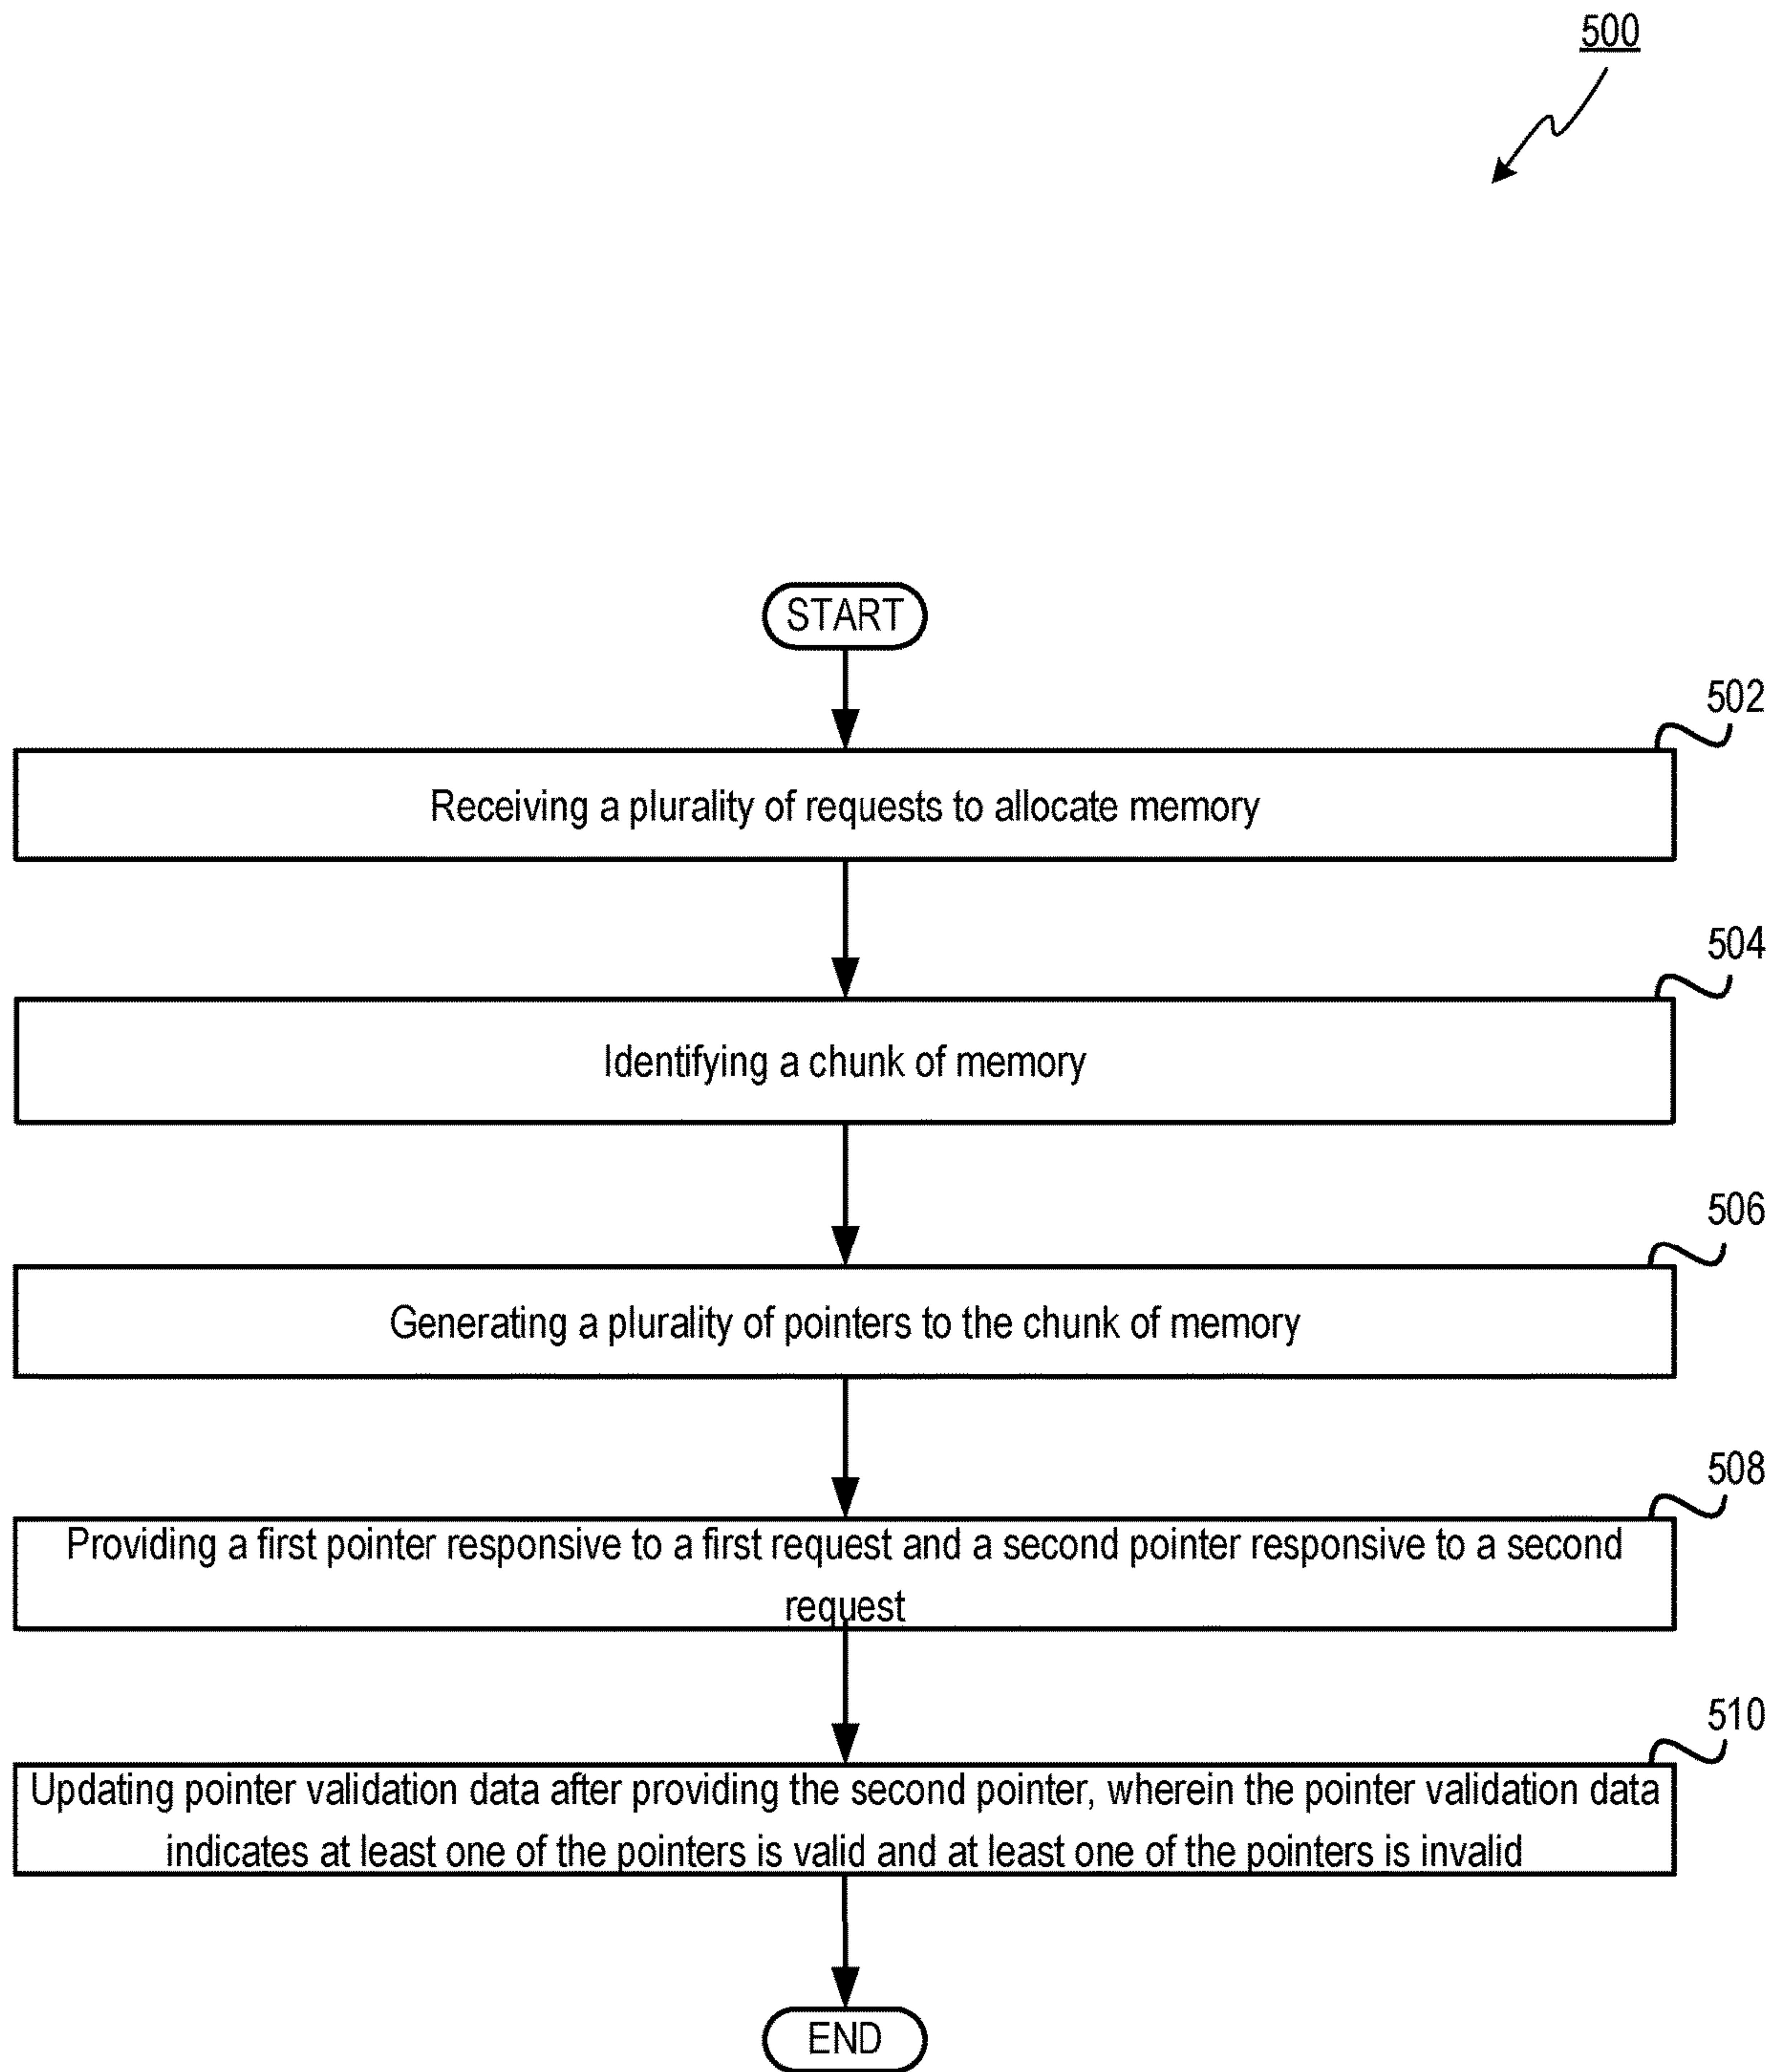 500
START
502
Receiving a plurality of requests to allocate memory
504
Identifying a chunk of memory
506
Generating a plurality of pointers to the chunk of memory
508
Providing a first pointer responsive to a first request and a second pointer responsive to a second
request
510
Updating pointer validation data after providing the second pointer, wherein the pointer validation data
indicates at least one of the pointers is valid and at least one of the pointers is invalid
END